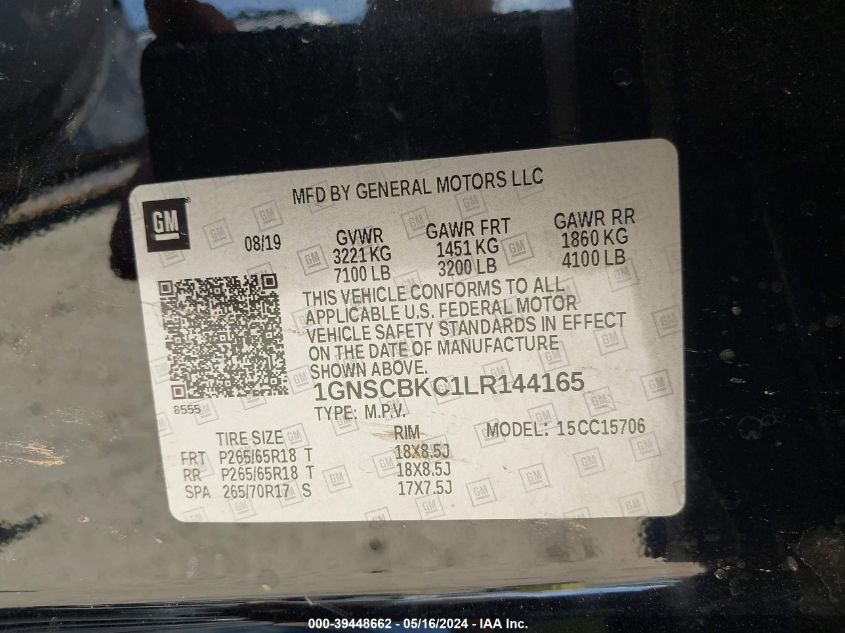 MFD BY GENERAL MOTORS LLC
GM
08/19
GVWR
3221 KG
7100 LB
GAWR FRT
1451 KG
3200 LB
GAWR RR
1860 KG
4100 LB
THIS VEHICLE CONFORMS TO ALL
APPLICABLE U.S. FEDERAL MOTOR
VEHICLE SAFETY STANDARDS IN EFFECT
ON THE DATE OF MANUFACTURE
SHOWN ABOVE.
8555
1GNSCBKC1LR144165
TYPE: M.P.V.
MODEL: 15CC15706
TIRE SIZE RIM
FRT P265/65R18 T 18X8.5J
RR P265/65R18 T 18X8.5J
SPA 265/70R17 S 17X7.5J
000-39448662 - 05/16/2024 - IAA Inc.